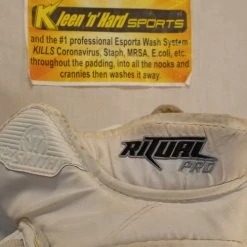 Kleen 'n' Hard SPORTS
and the #1 professional Esporta Wash System
KILLS Coronavirus, Staph, MRSA, E.coli, etc.
throughout the padding, into all the nooks and
crannies then washes it away.
RITUAL
PRO